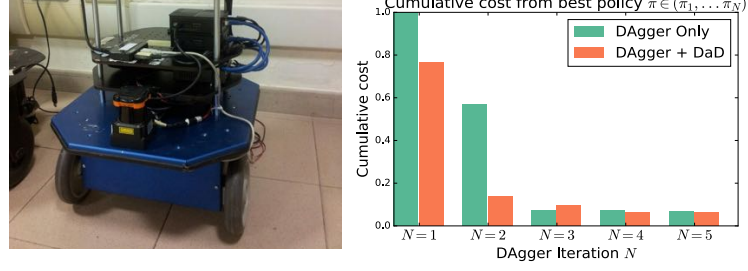 Cumulative cost from best policy π ∈ (π₁, … π_N)
1.0
DAgger Only
DAgger + DaD
0.8
0.6
0.4
0.2
0.0
Cumulative cost
N = 1
N = 2
N = 3
N = 4
N = 5
DAgger Iteration N